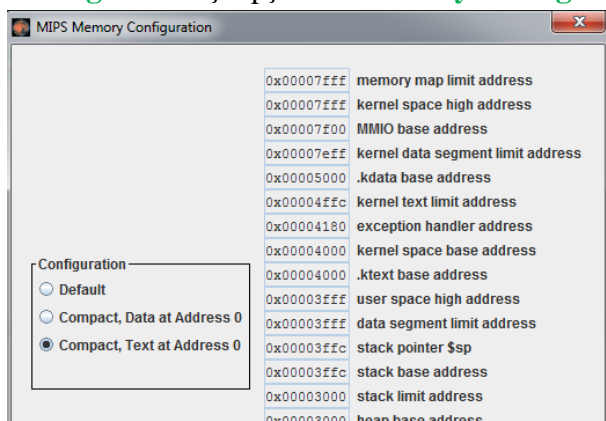 MIPS Memory Configuration
0x00007fff memory map limit address
0x00007fff kernel space high address
0x00007f00 MMIO base address
0x00007eff kernel data segment limit address
0x00005000 .kdata base address
0x00004ffc kernel text limit address
0x00004180 exception handler address
0x00004000 kernel space base address
0x00004000 .ktext base address
0x00003fff user space high address
0x00003fff data segment limit address
0x00003ffc stack pointer $sp
0x00003ffc stack base address
0x00003000 stack limit address
0x00003000 heap base address
Configuration
Default
Compact, Data at Address 0
Compact, Text at Address 0